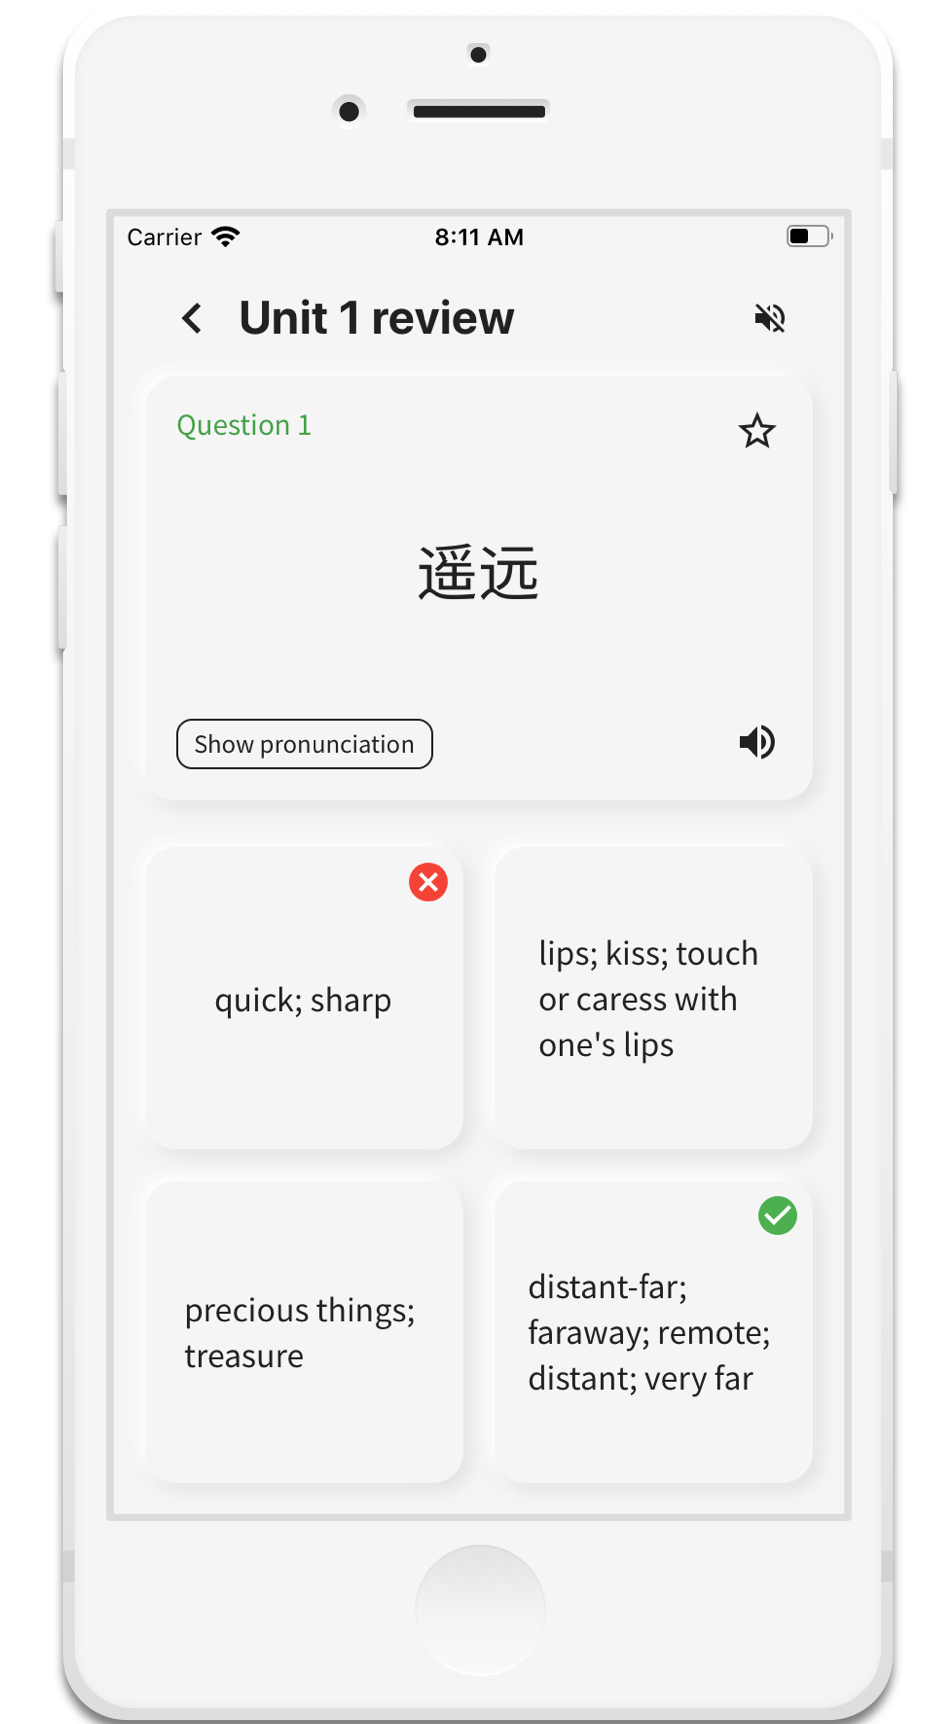 Carrier
8:11 AM
Unit 1 review
Question 1
遥远
Show pronunciation
quick; sharp
lips; kiss; touch
or caress with
one's lips
precious things;
treasure
distant-far;
faraway; remote;
distant; very far